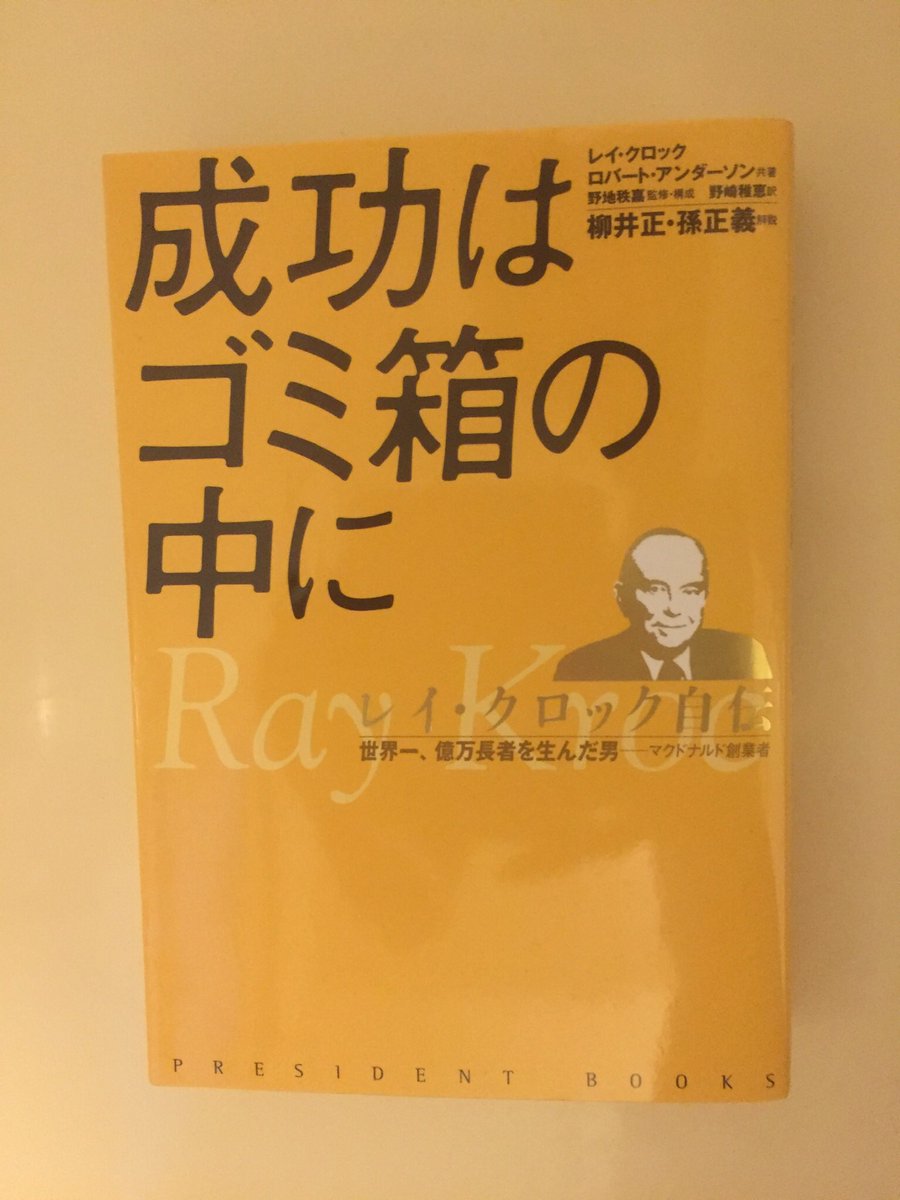 成功は
ゴミ箱の
中に
レイ・クロック
ロバート・アンダーソン共著
野地秩嘉監修・構成 野崎稚恵訳
柳井正・孫正義解説
Ray Kroc
レイ・クロック自伝
世界一、億万長者を生んだ男──マクドナルド創業者
PRESIDENT BOOKS